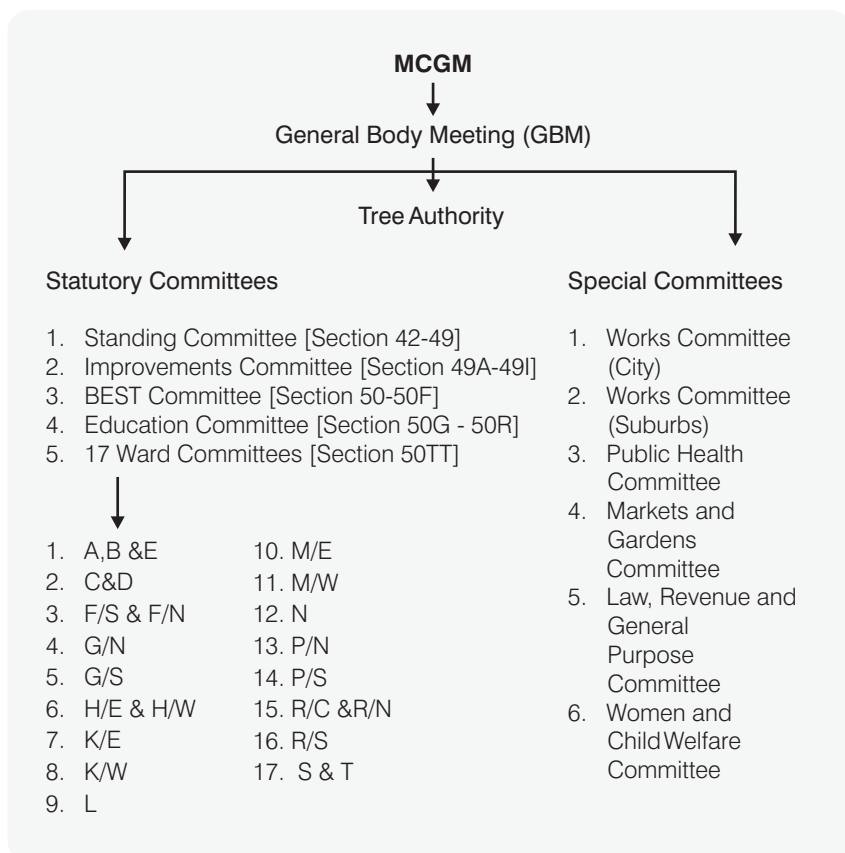 MCGM
General Body Meeting (GBM)
Tree Authority
Statutory Committees
1. Standing Committee [Section 42-49]
2. Improvements Committee [Section 49A-49I]
3. BEST Committee [Section 50-50F]
4. Education Committee [Section 50G - 50R]
5. 17 Ward Committees [Section 50TT]
1. A,B &E
2. C&D
3. F/S & F/N
4. G/N
5. G/S
6. H/E & H/W
7. K/E
8. K/W
9. L
10. M/E
11. M/W
12. N
13. P/N
14. P/S
15. R/C &R/N
16. R/S
17. S & T
Special Committees
1. Works Committee
(City)
2. Works Committee
(Suburbs)
3. Public Health
Committee
4. Markets and
Gardens
Committee
5. Law, Revenue and
General
Purpose
Committee
6. Women and
Child Welfare
Committee